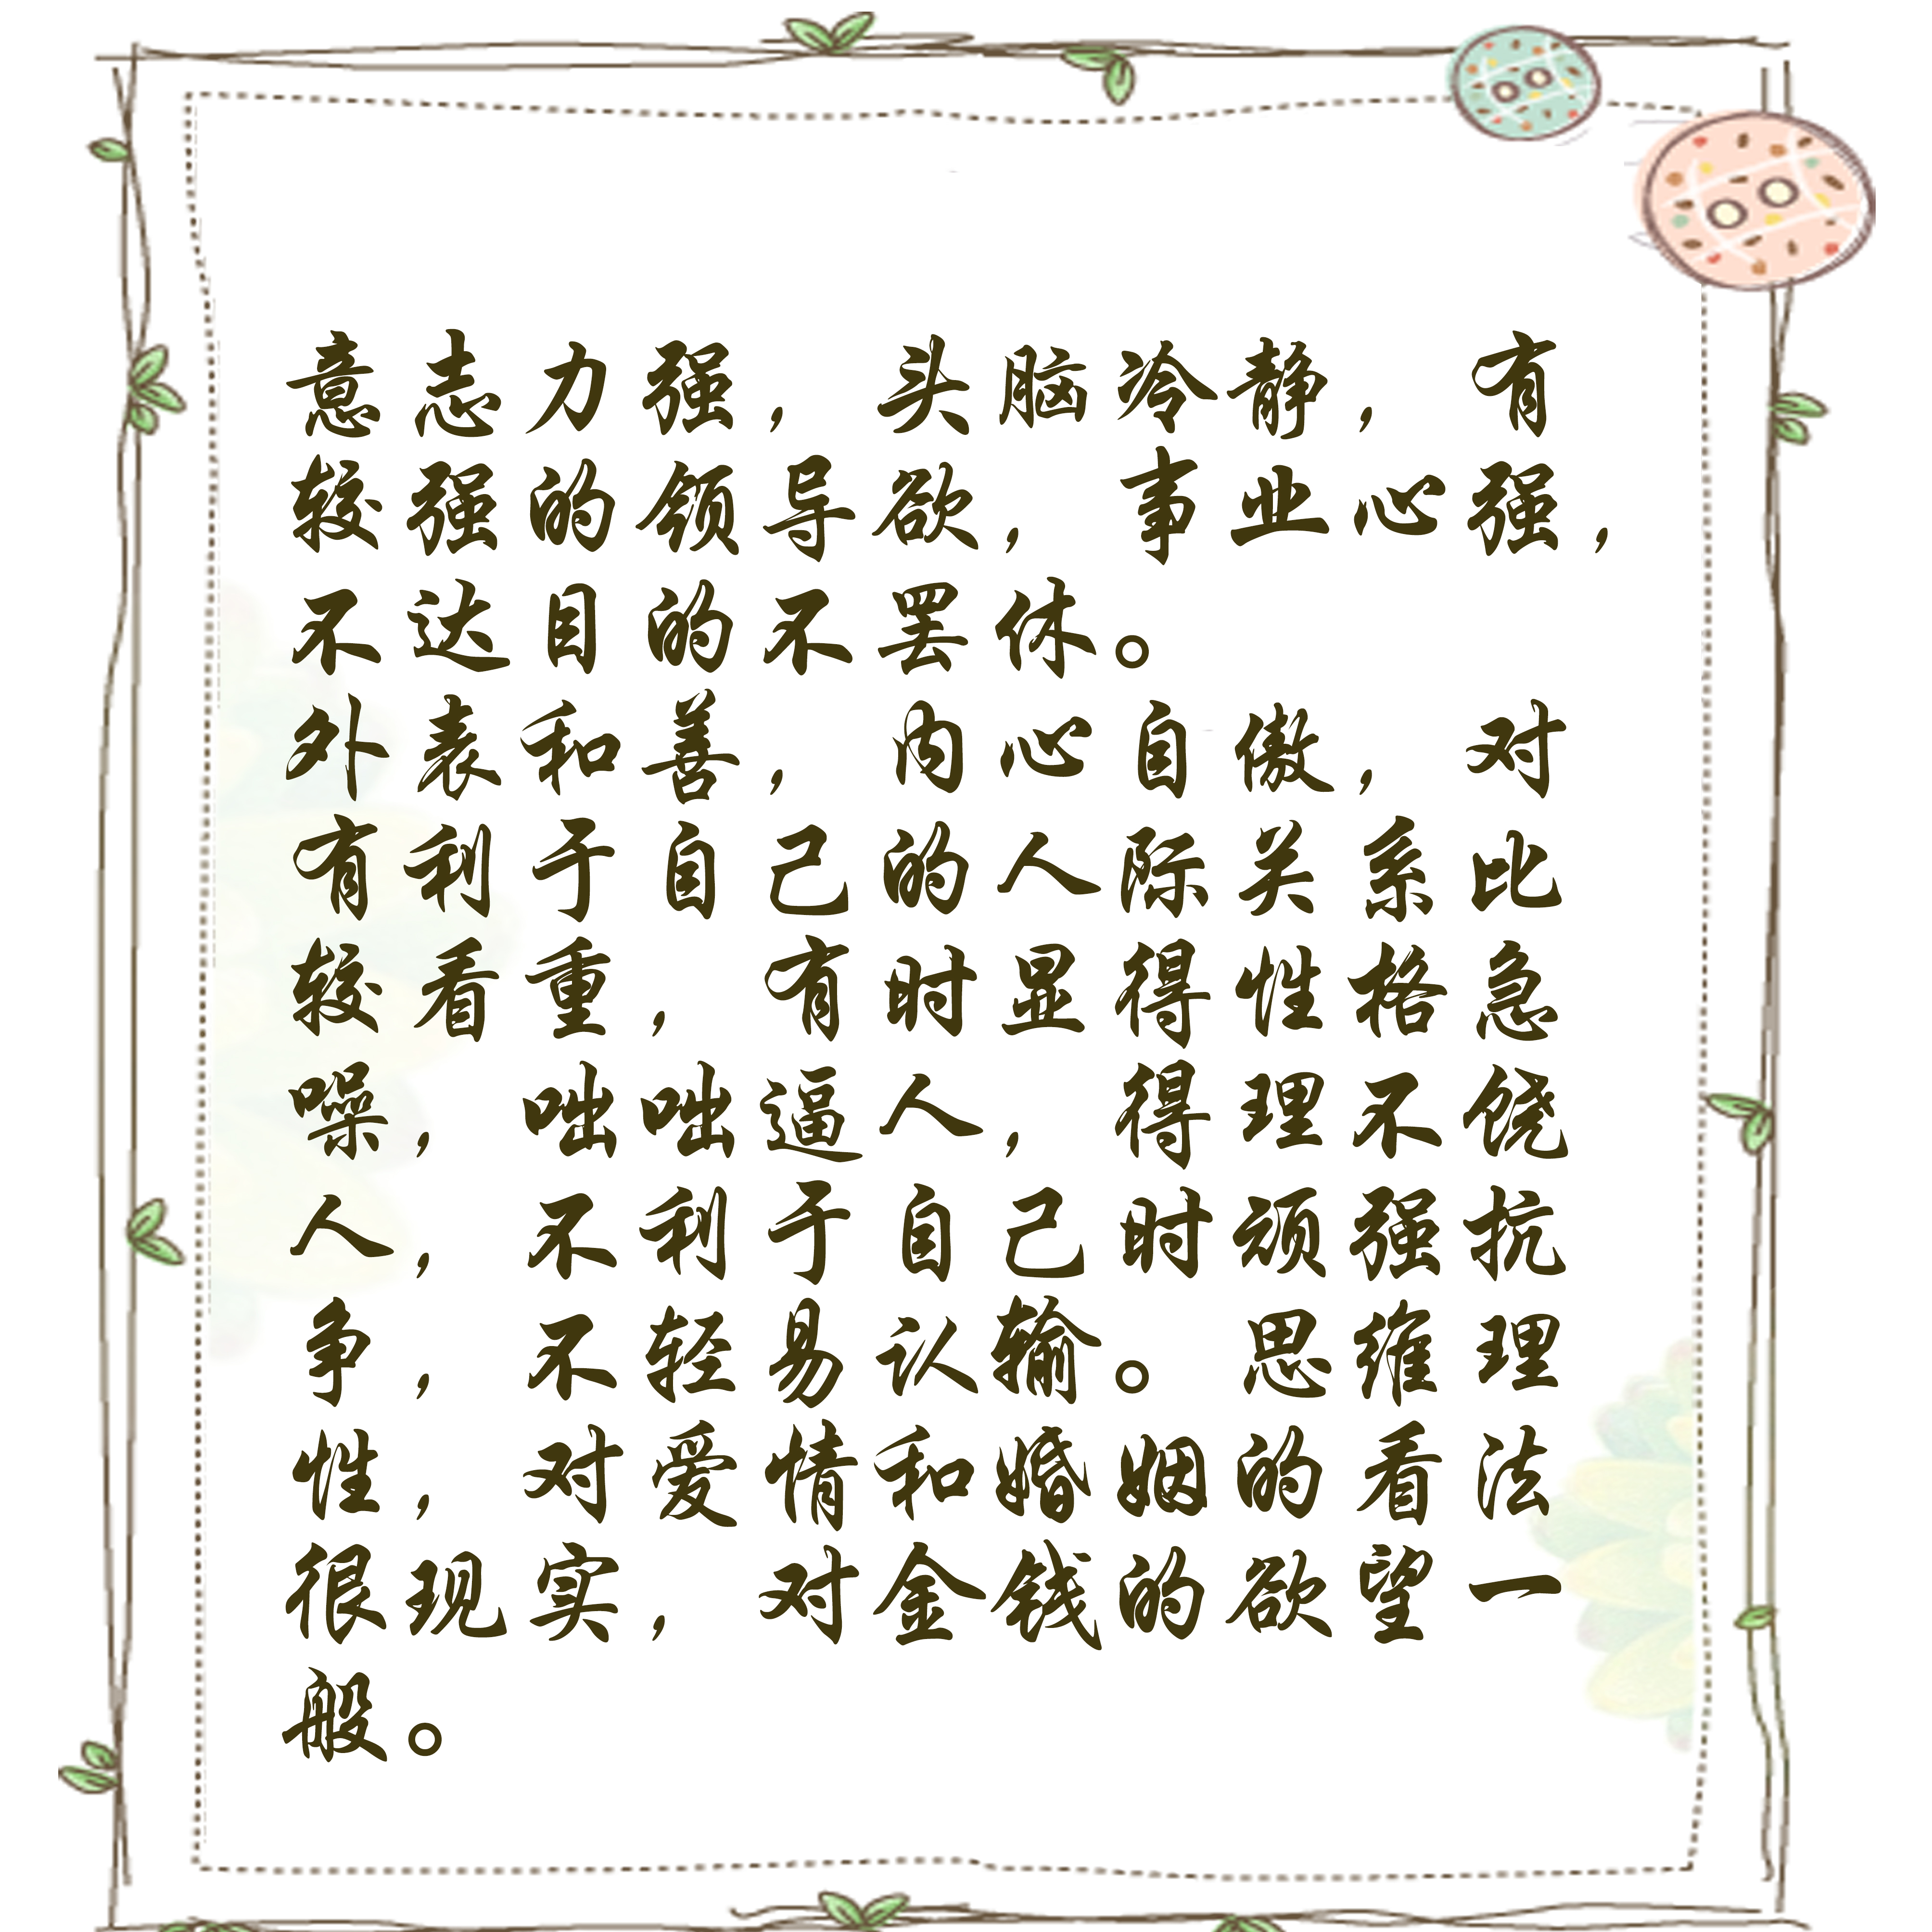 意志力强，头脑冷静，有
较强的领导欲，事业心强，
不达目的不罢休。
外表和善，内心自傲，对
有利于自己的人际关系比
较看重，有时显得性格急
噪，咄咄逼人，得理不饶
人，不利于自己时顽强抗
争，不轻易认输。思维理
性，对爱情和婚姻的看法
很现实，对金钱的欲望一
般。